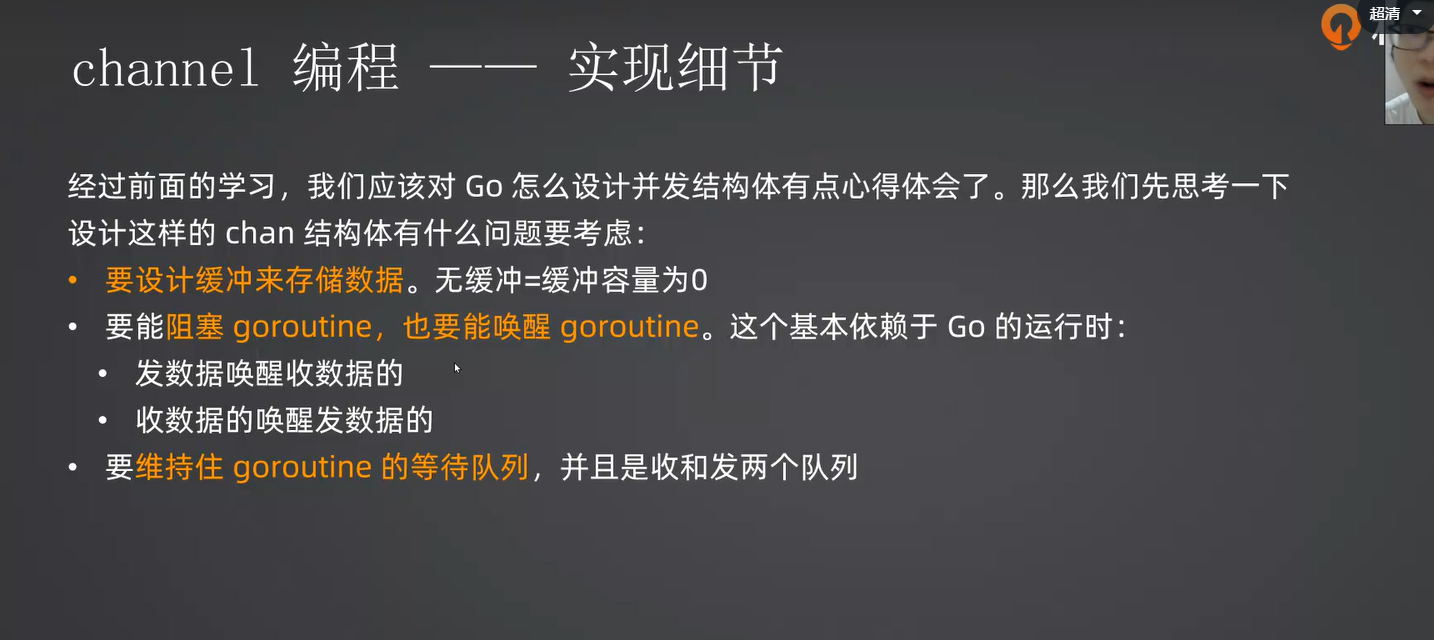 超清
channel 编程 —— 实现细节
经过前面的学习，我们应该对 Go 怎么设计并发结构体有点心得体会了。那么我们先思考一下
设计这样的 chan 结构体有什么问题要考虑：
• 要设计缓冲来存储数据。无缓冲=缓冲容量为0
• 要能阻塞 goroutine，也要能唤醒 goroutine。这个基本依赖于 Go 的运行时：
• 发数据唤醒收数据的
• 收数据的唤醒发数据的
• 要维持住 goroutine 的等待队列，并且是收和发两个队列